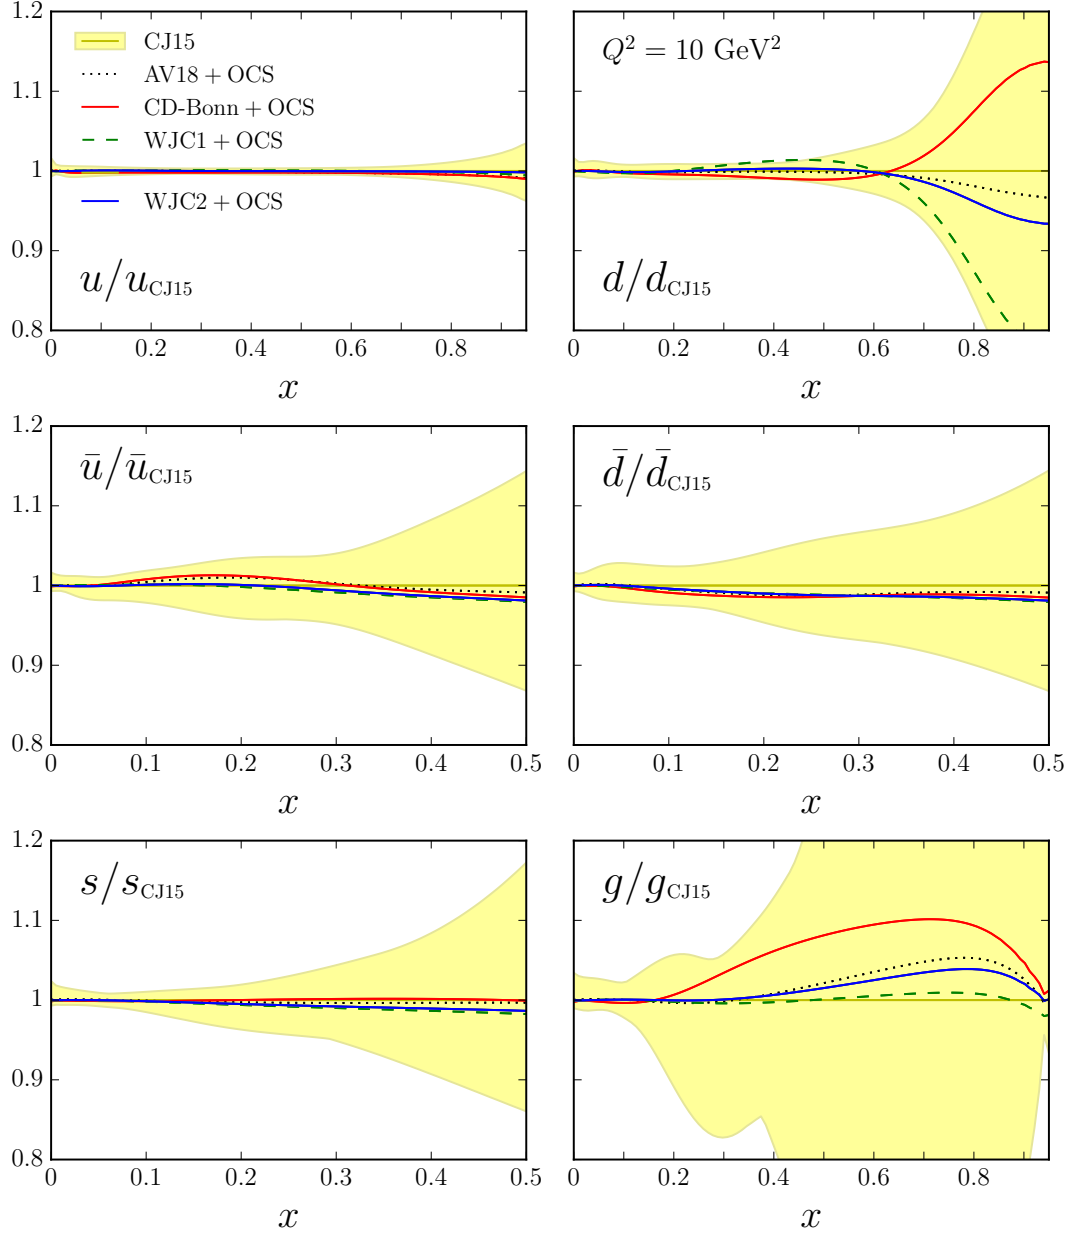 1.2
1.1
1
0.9
0.8
CJ15
AV18 + OCS
CD-Bonn + OCS
WJC1 + OCS
WJC2 + OCS
u/u_CJ15
0 0.2 0.4 0.6 0.8
x
Q² = 10 GeV²
d/d_CJ15
0 0.2 0.4 0.6 0.8
x
1.2
1.1
1
0.9
0.8
ū/ū_CJ15
0 0.1 0.2 0.3 0.4 0.5
x
d̄/d̄_CJ15
0 0.1 0.2 0.3 0.4 0.5
x
1.2
1.1
1
0.9
0.8
s/s_CJ15
0 0.1 0.2 0.3 0.4 0.5
x
g/g_CJ15
0 0.2 0.4 0.6 0.8
x